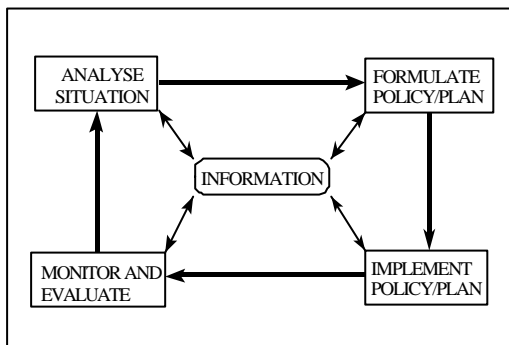 ANALYSE
SITUATION
FORMULATE
POLICY/PLAN
INFORMATION
MONITOR AND
EVALUATE
IMPLEMENT
POLICY/PLAN